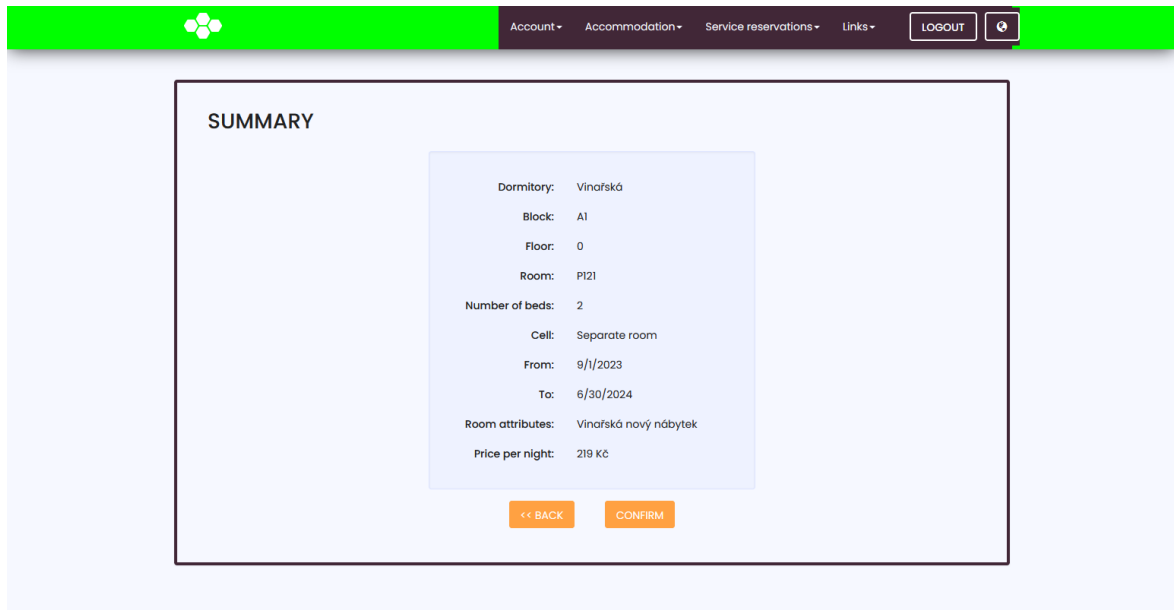 Account Accommodation Service reservations Links LOGOUT
SUMMARY
Dormitory: Vinařská
Block: A1
Floor: 0
Room: P121
Number of beds: 2
Cell: Separate room
From: 9/1/2023
To: 6/30/2024
Room attributes: Vinařská nový nábytek
Price per night: 219 Kč
<< BACK CONFIRM